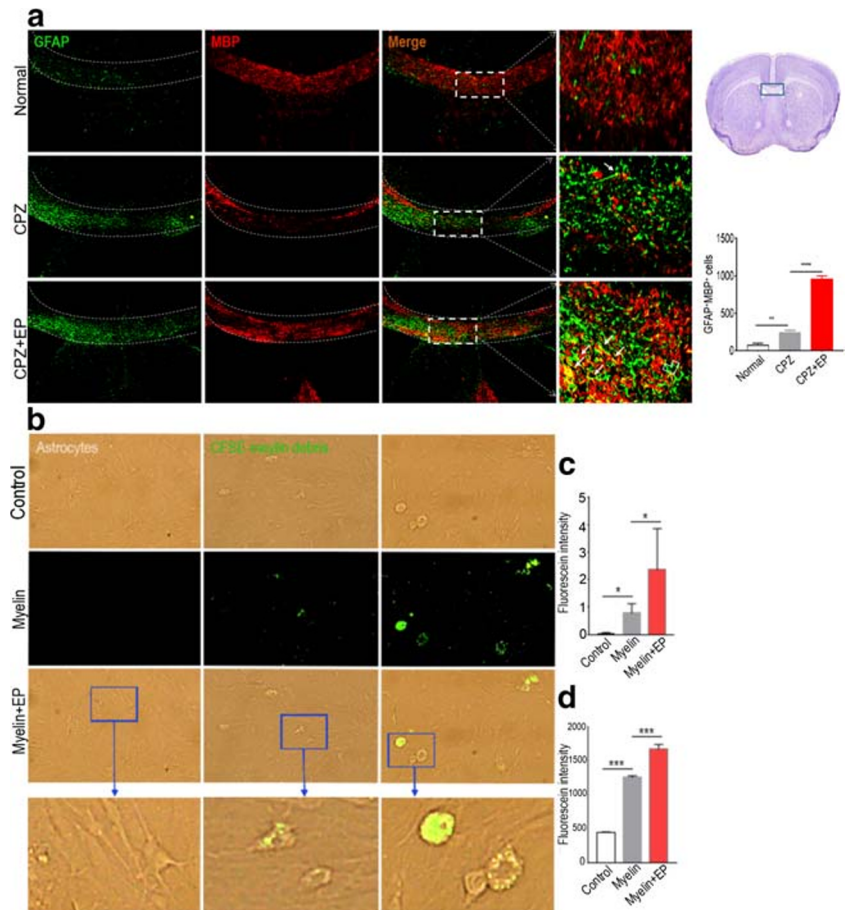 a
GFAP
MBP
Merge
Normal
CPZ
CPZ+EP
GFAP⁺MBP⁺ cells
1500
1000
500
0
**
****
Normal
CPZ
CPZ+EP
b
Astrocytes
CFSE-myelin debris
Control
Myelin
Myelin+EP
c
Fluorescein intensity
5
4
3
2
1
0
*
*
Control
Myelin
Myelin+EP
d
Fluorescein intensity
2000
1500
1000
500
0
***
***
Control
Myelin
Myelin+EP